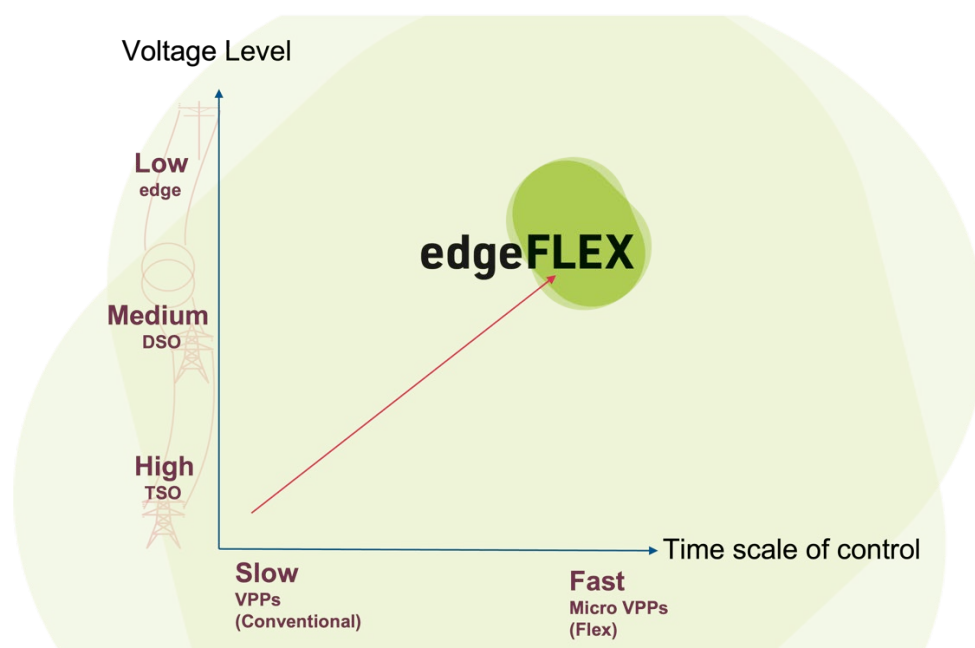 Voltage Level
Low
edge
edgeFLEX
Medium
DSO
High
TSO
Time scale of control
Slow
VPPs
(Conventional)
Fast
Micro VPPs
(Flex)